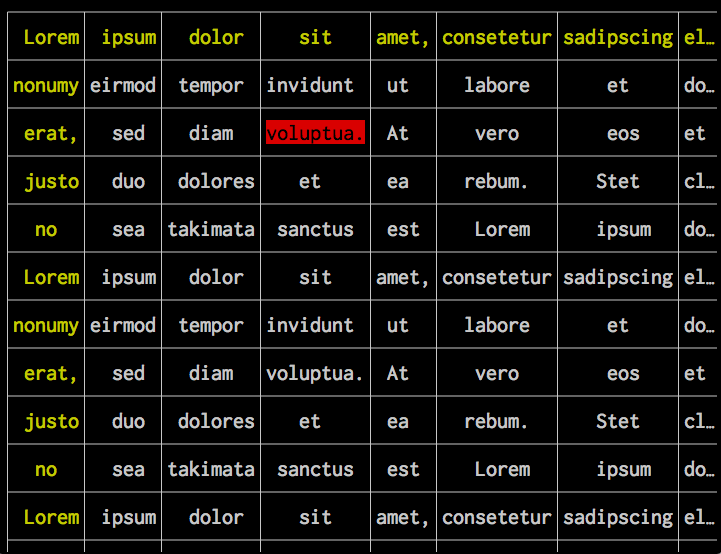 Lorem ipsum dolor sit amet, consetetur sadipscing el…
nonumy eirmod tempor invidunt ut labore et do…
erat, sed diam voluptua. At vero eos et
justo duo dolores et ea rebum. Stet cl…
no sea takimata sanctus est Lorem ipsum do…
Lorem ipsum dolor sit amet, consetetur sadipscing el…
nonumy eirmod tempor invidunt ut labore et do…
erat, sed diam voluptua. At vero eos et
justo duo dolores et ea rebum. Stet cl…
no sea takimata sanctus est Lorem ipsum do…
Lorem ipsum dolor sit amet, consetetur sadipscing el…